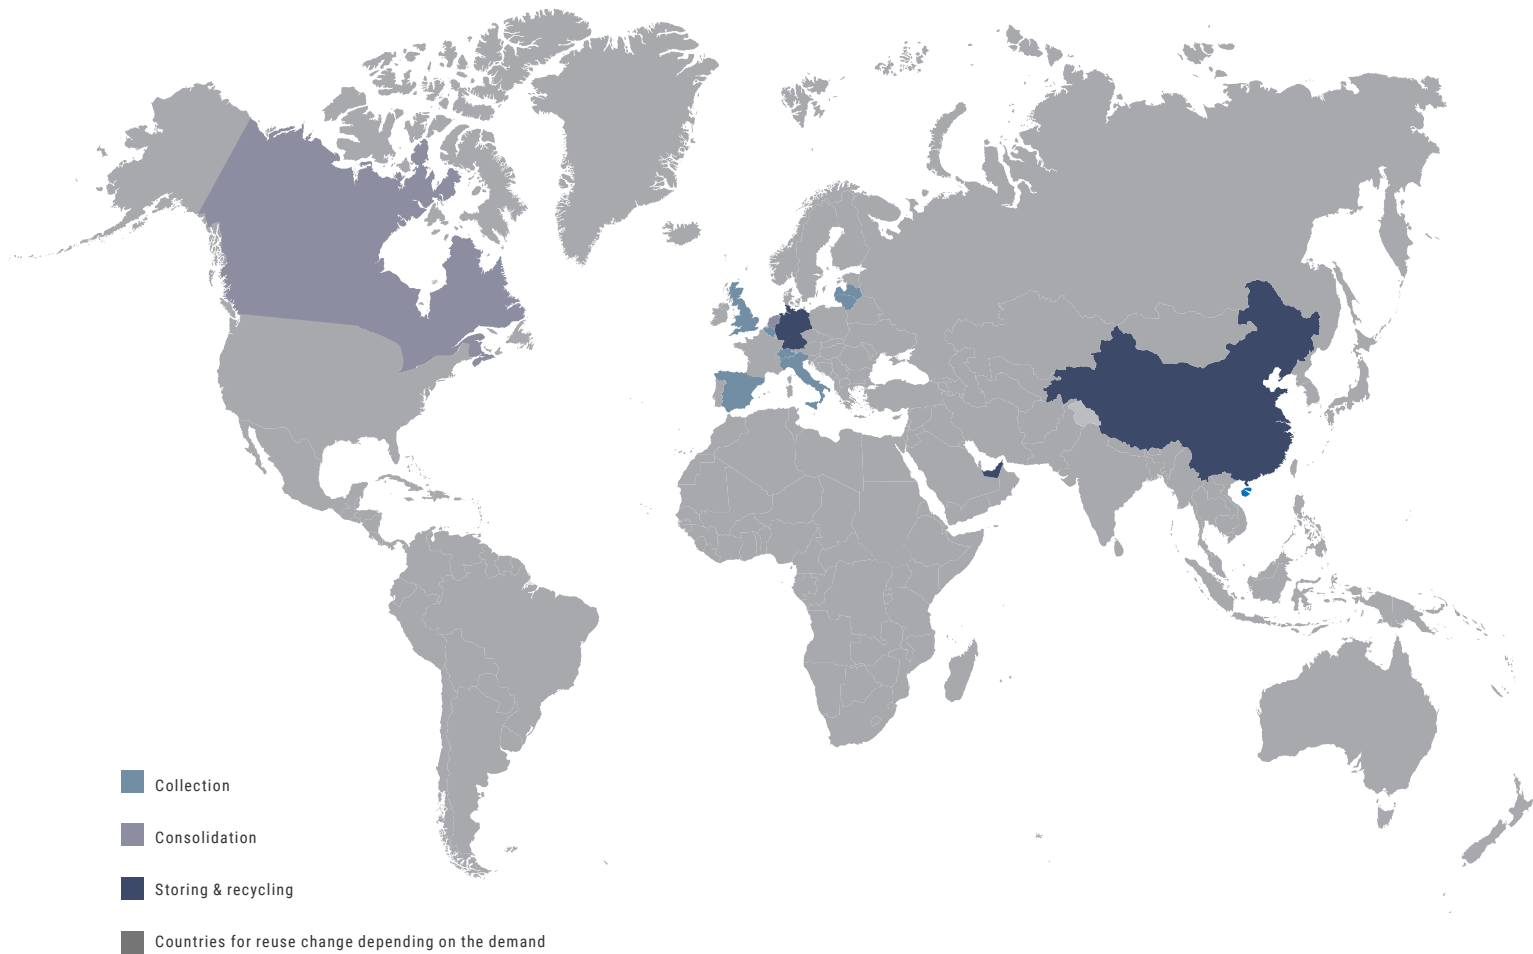 Collection
Consolidation
Storing & recycling
Countries for reuse change depending on the demand